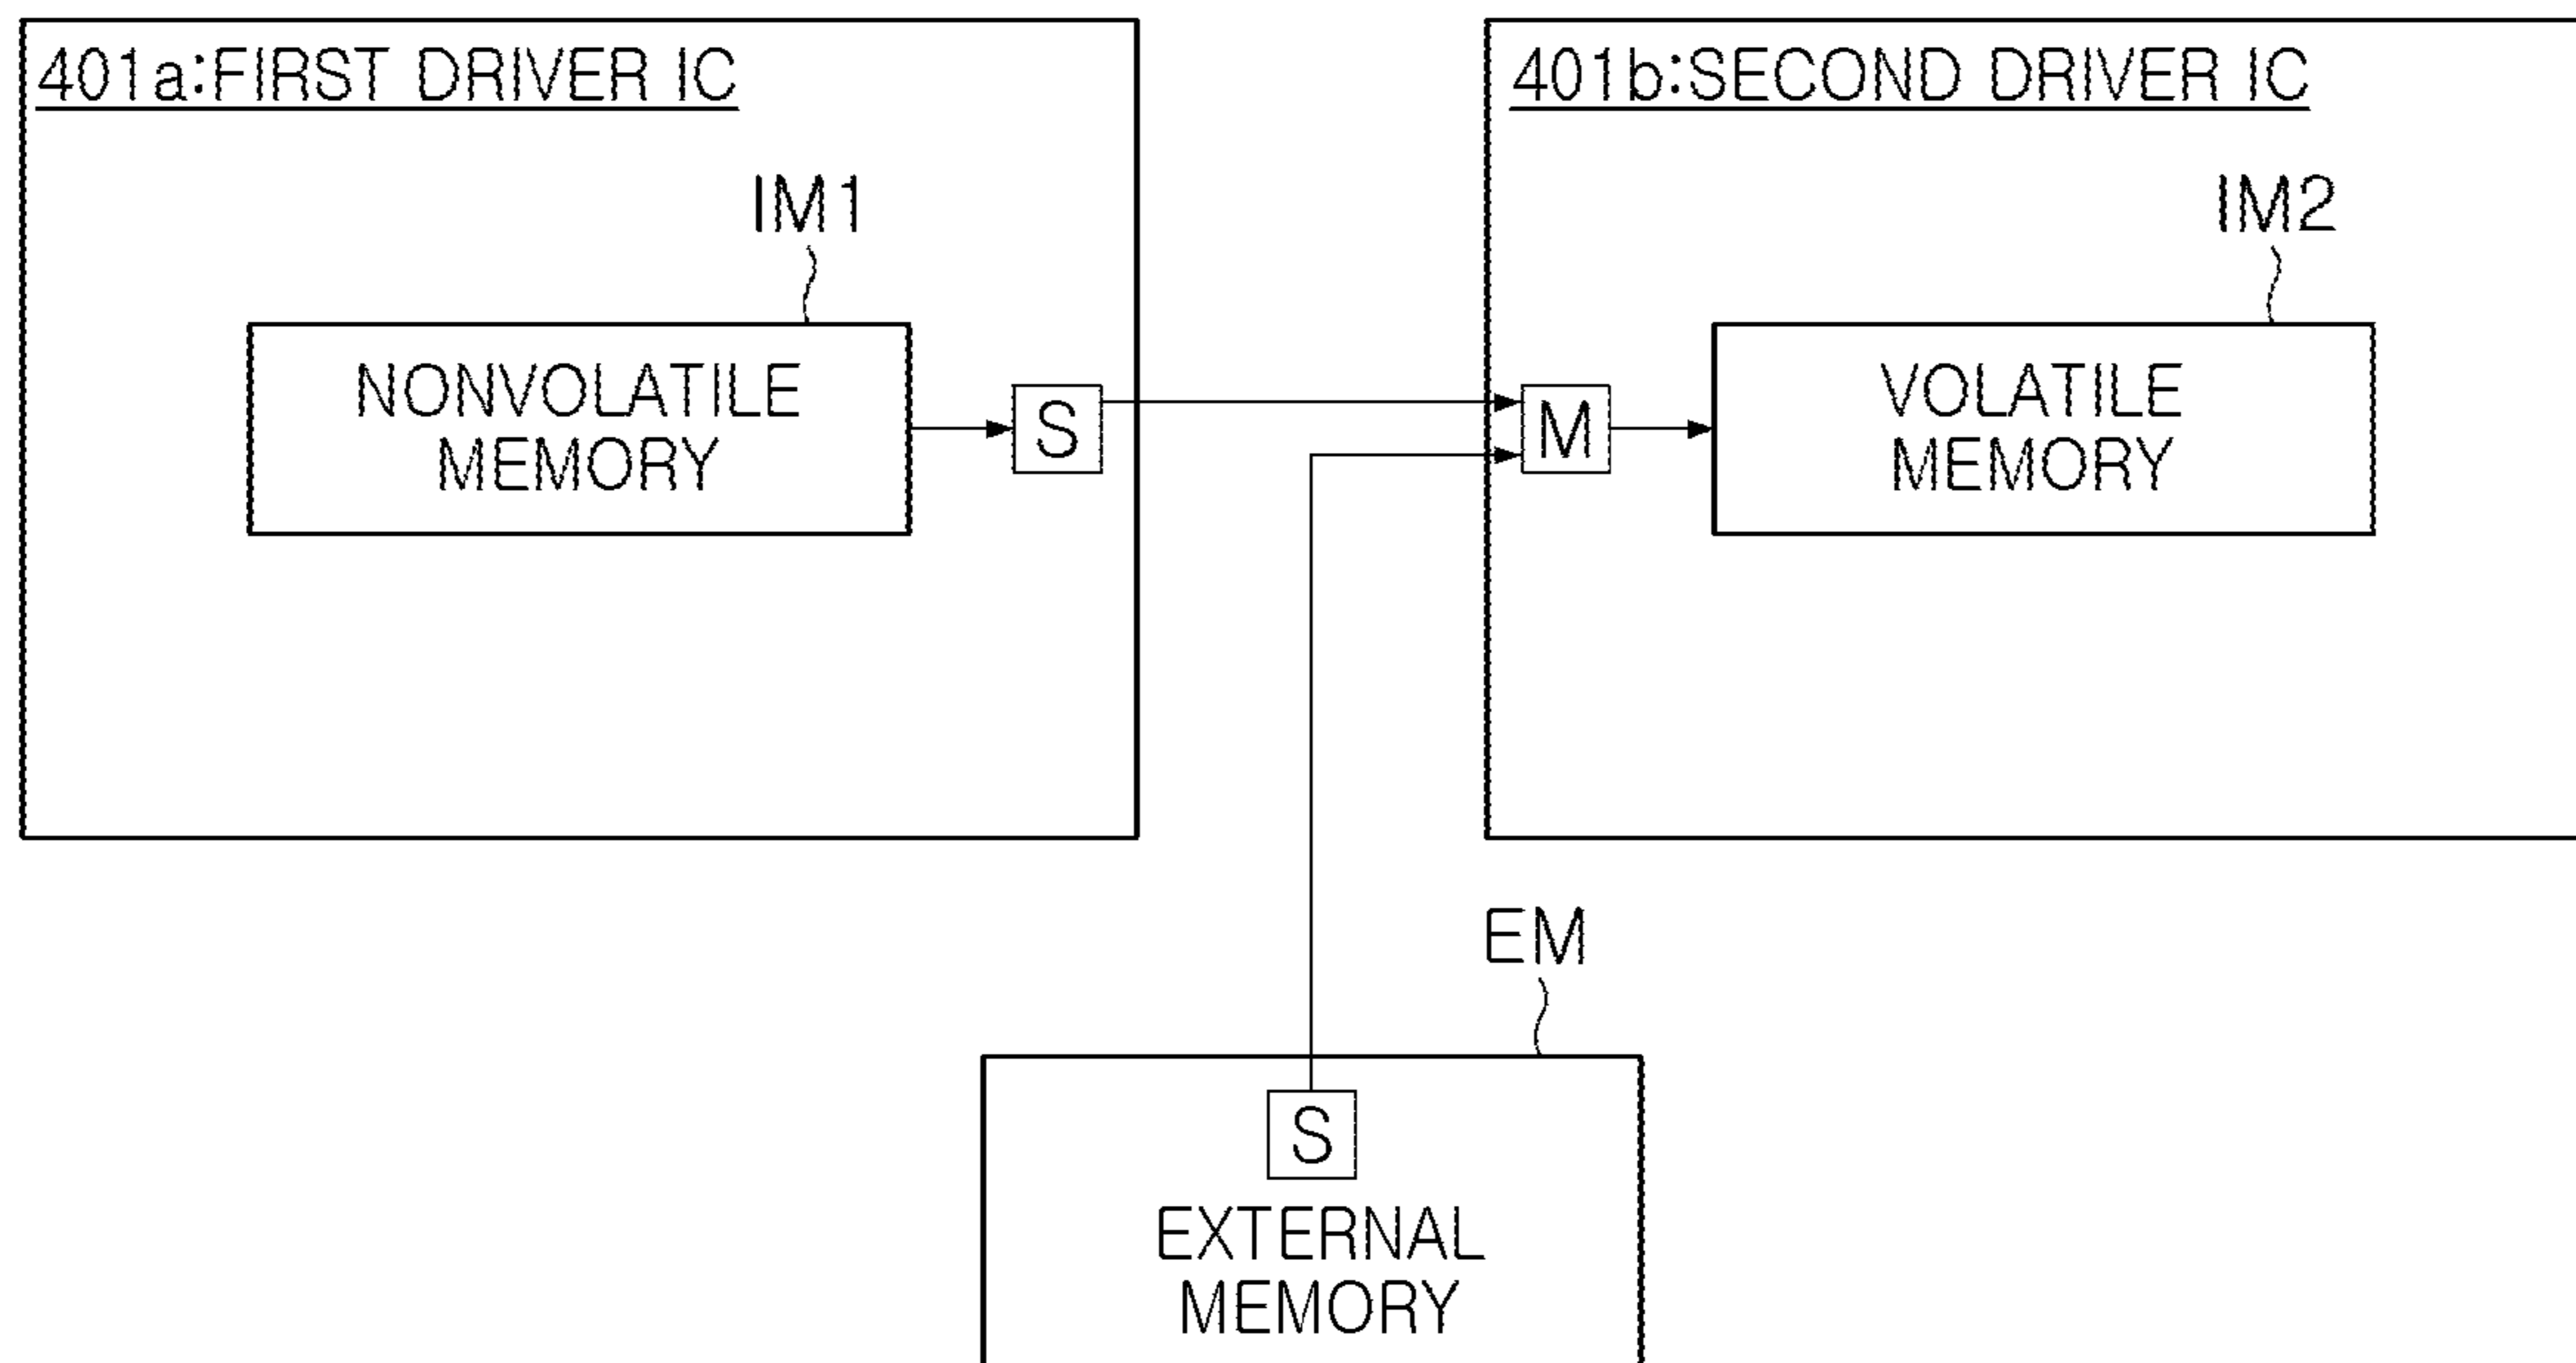 401a:FIRST DRIVER IC
401b:SECOND DRIVER IC
IM1
IM2
NONVOLATILE
MEMORY
S
M
VOLATILE
MEMORY
EM
S
EXTERNAL
MEMORY